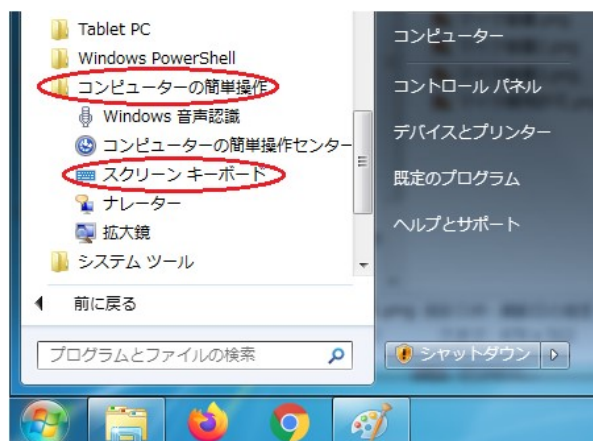 Tablet PC
Windows PowerShell
コンピューターの簡単操作
Windows 音声認識
コンピューターの簡単操作センター
スクリーン キーボード
ナレーター
拡大鏡
システム ツール
前に戻る
プログラムとファイルの検索
コンピューター
コントロール パネル
デバイスとプリンター
既定のプログラム
ヘルプとサポート
シャットダウン